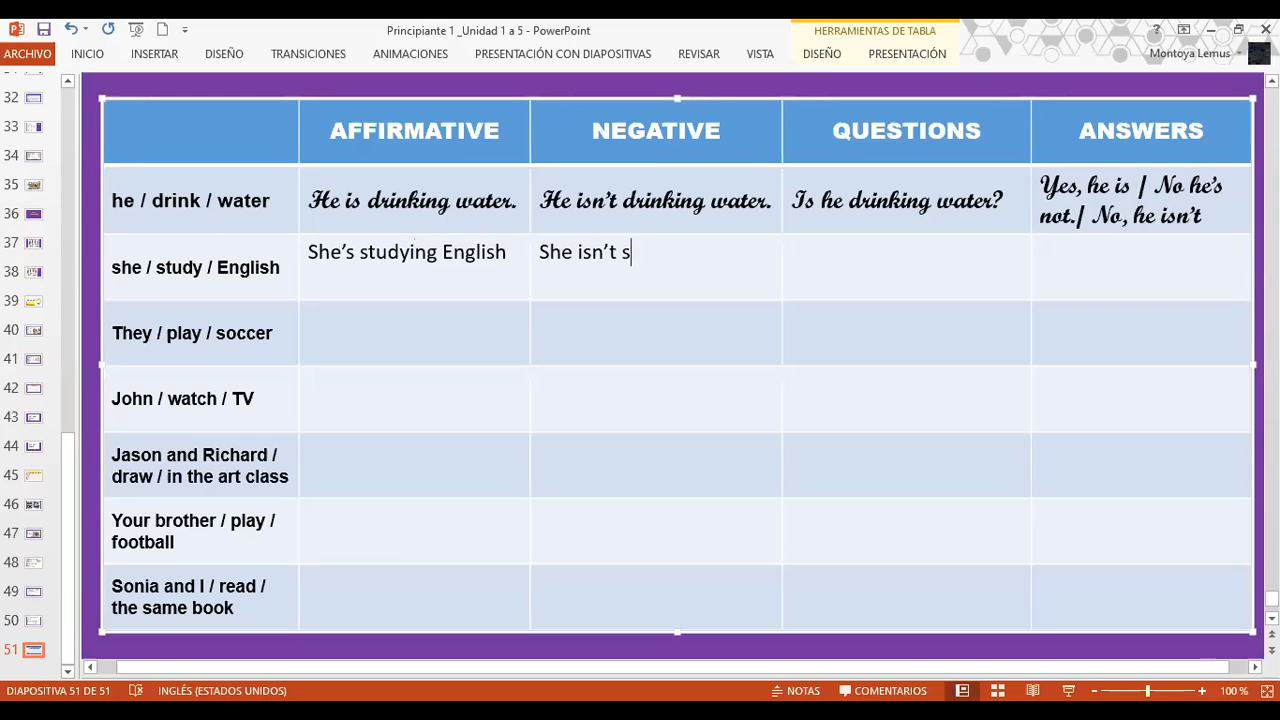 Principiante 1 _Unidad 1 a 5 - PowerPoint
HERRAMIENTAS DE TABLA
ARCHIVO INICIO INSERTAR DISEÑO TRANSICIONES ANIMACIONES PRESENTACIÓN CON DIAPOSITIVAS REVISAR VISTA DISEÑO PRESENTACIÓN Montoya Lemus
32
33
34
35
36
37
38
39
40
41
42
43
44
45
46
47
48
49
50
51
AFFIRMATIVE NEGATIVE QUESTIONS ANSWERS
he / drink / water
He is drinking water.
He isn't drinking water.
Is he drinking water?
Yes, he is / No he's
not./ No, he isn't
she / study / English
She's studying English
She isn't s
They / play / soccer
John / watch / TV
Jason and Richard /
draw / in the art class
Your brother / play /
football
Sonia and I / read /
the same book
DIAPOSITIVA 51 DE 51 INGLÉS (ESTADOS UNIDOS) NOTAS COMENTARIOS 100 %